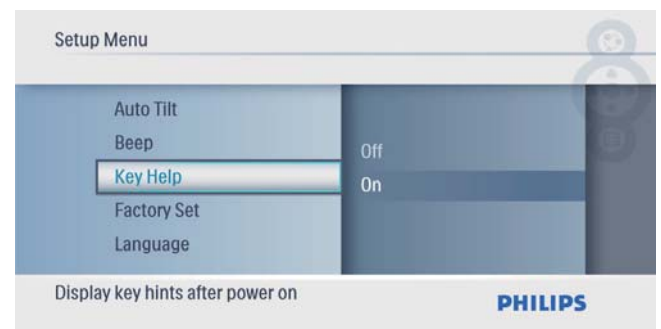 Setup Menu
Auto Tilt
Beep
Key Help
Factory Set
Language
Off
On
Display key hints after power on
PHILIPS